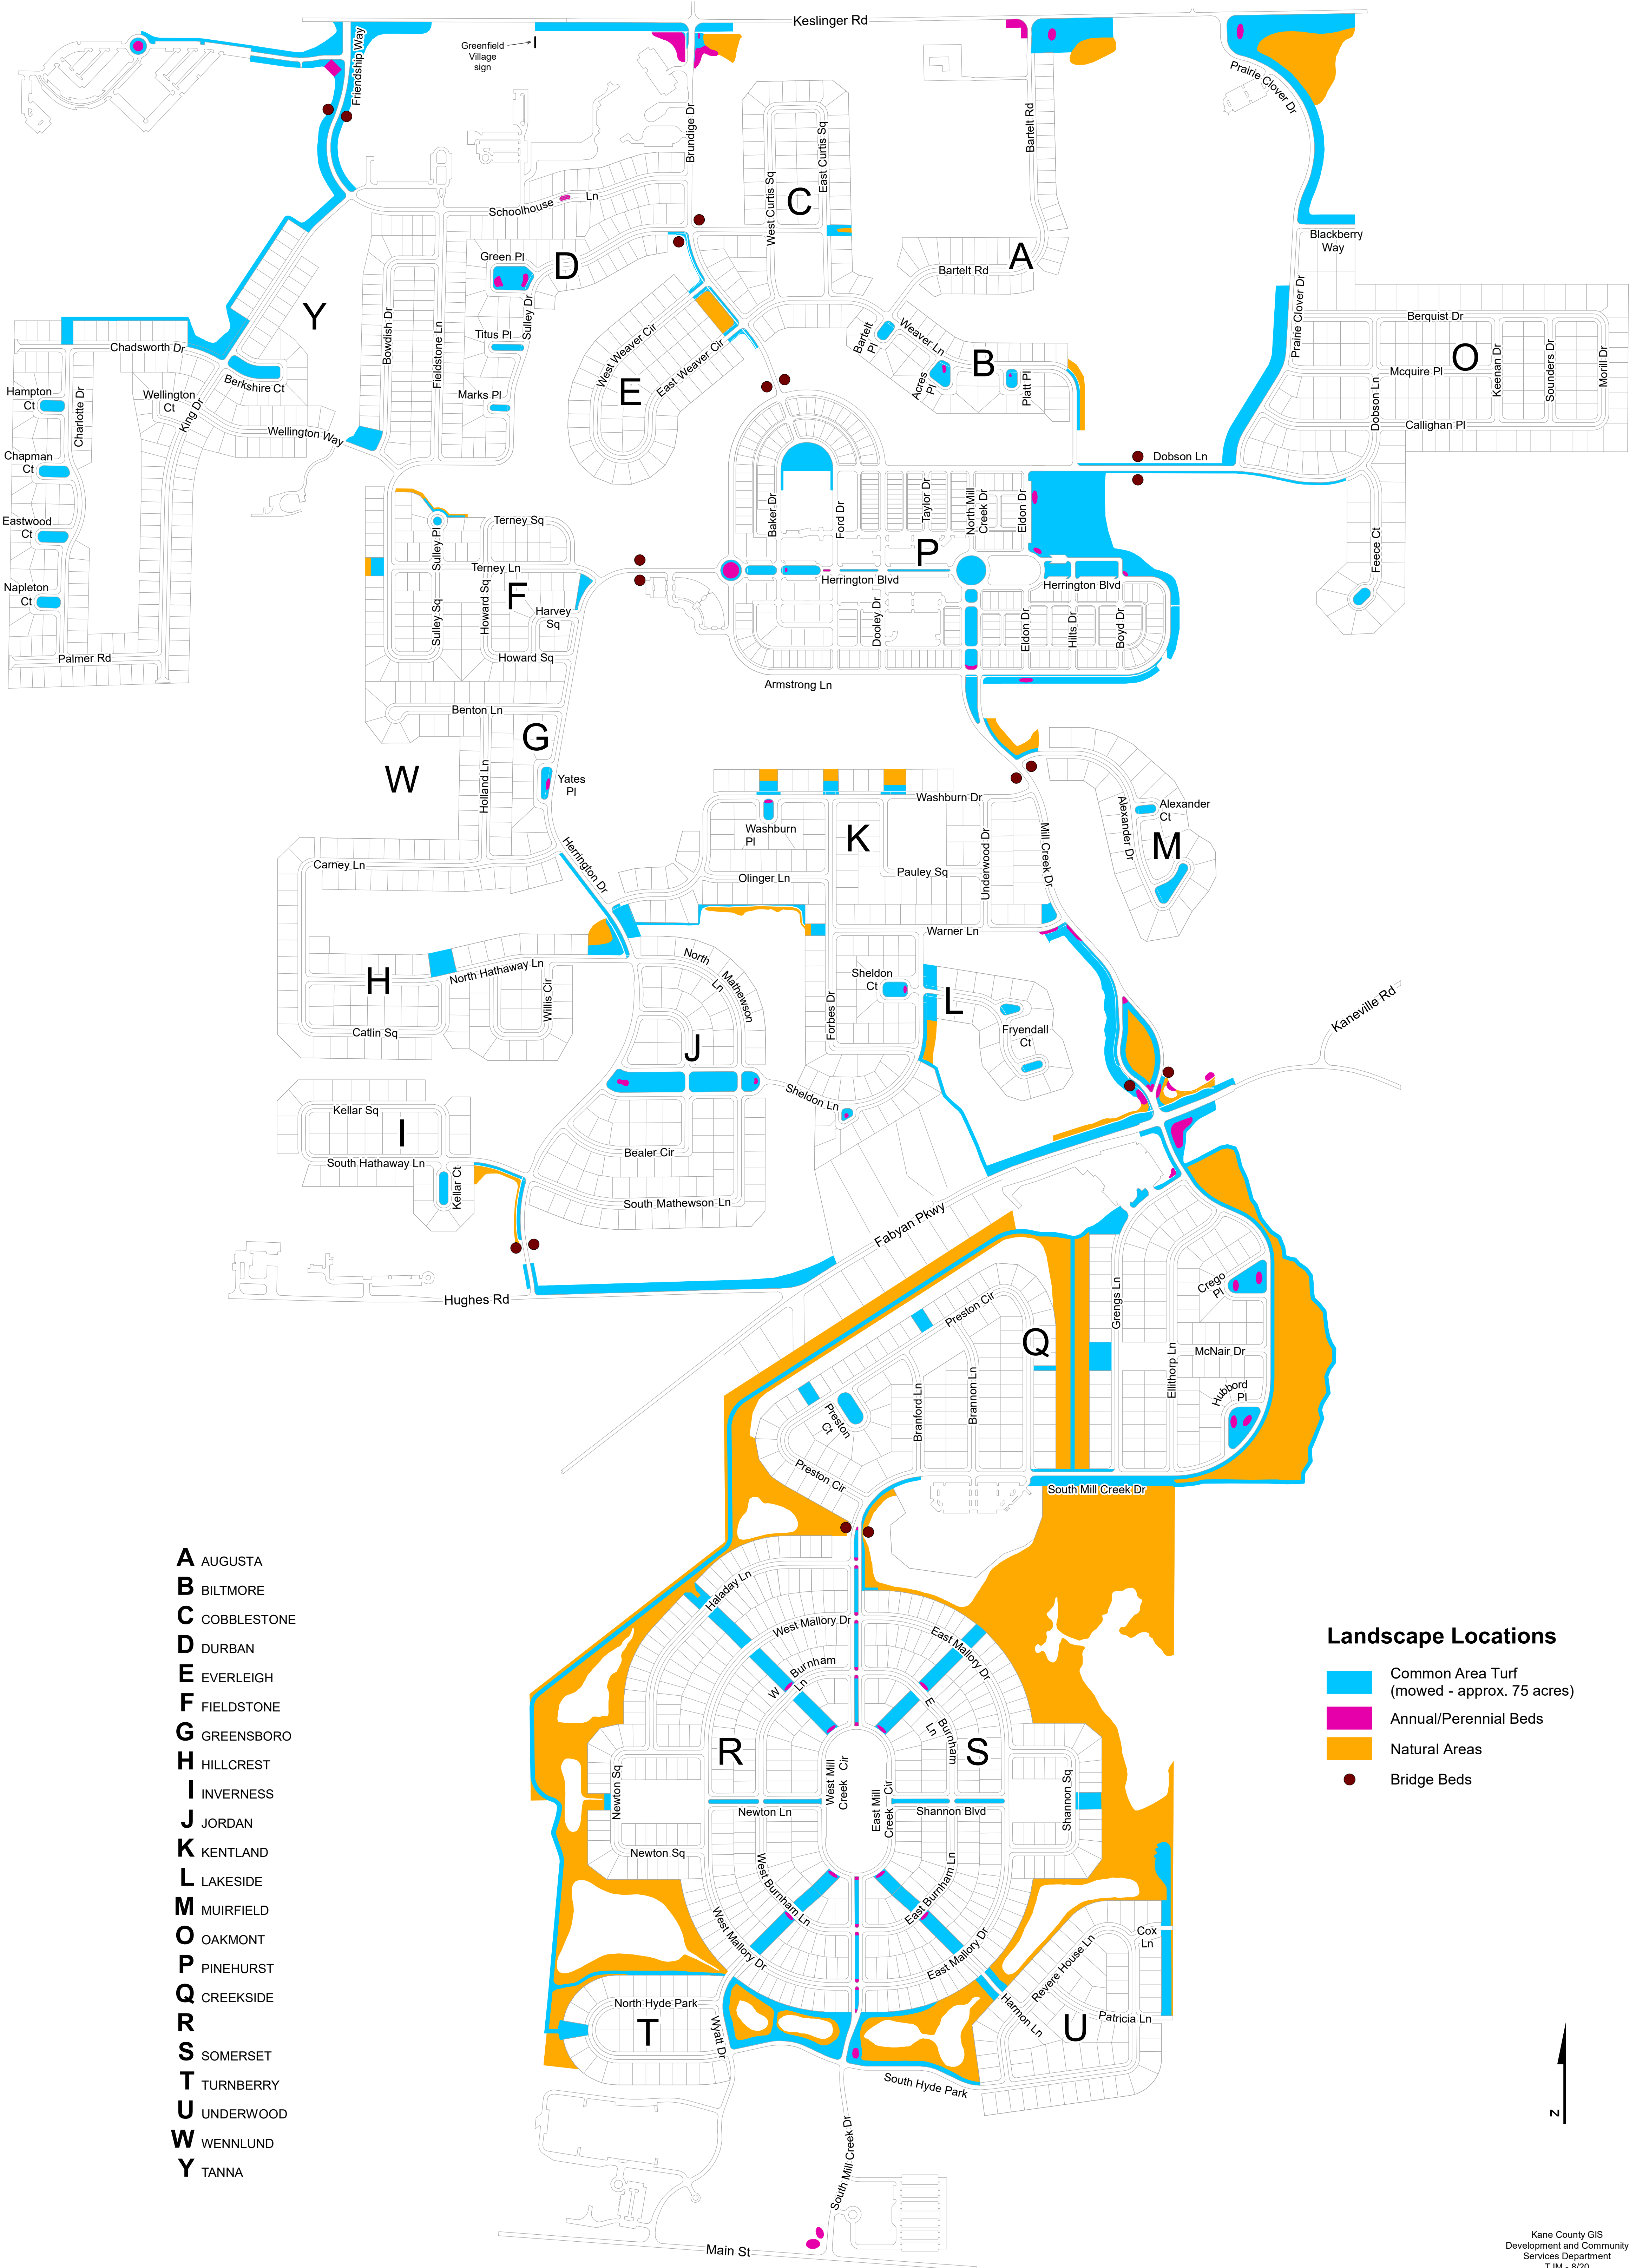 Keslinger Rd
Greenfield
Village
sign
Friendship Way
Brundige Dr
Bartelt Rd
Prairie Clover Dr
East Curtis Sq
West Curtis Sq
C
Schoolhouse Ln
Blackberry
Way
Green Pl
D
A
Bartelt Rd
Y
Bowdish Dr
Fieldstone Ln
Sulley Dr
Titus Pl
Prairie Clover Dr
Berquist Dr
Chadsworth Dr
West Weaver Cir
East Weaver Cir
Bartelt
Pl
Weaver Ln
B
O
Keenan Dr
Sounders Dr
Morill Dr
Mcquire Pl
Berkshire Ct
Hampton
Ct
Charlotte Dr
Wellington
Ct
King Dr
Marks Pl
E
Acres
Pl
Platt Pl
Dobson Ln
Callighan Pl
Wellington Way
Chapman
Ct
Dobson Ln
Eastwood
Ct
Terney Sq
Sulley Pl
Baker Dr
Ford Dr
Taylor Dr
North Mill
Creek Dr
Eldon Dr
P
Feece Ct
Terney Ln
Napleton
Ct
Herrington Blvd
Herrington Blvd
F
Howard Sq
Sulley Sq
Harvey
Sq
Dooley Dr
Eldon Dr
Hilts Dr
Boyd Dr
Palmer Rd
Howard Sq
Armstrong Ln
Benton Ln
G
W
Holland Ln
Yates
Pl
Washburn Dr
Washburn
Pl
K
Underwood Dr
Mill Creek Dr
Alexander Dr
Alexander
Ct
M
Herrington Dr
Carney Ln
Olinger Ln
Pauley Sq
Warner Ln
H
North Hathaway Ln
Willis Cir
North
Mathewson
Ln
Sheldon
Ct
Forbes Dr
L
Fryendall
Ct
Kaneville Rd
Catlin Sq
J
Sheldon Ln
Kellar Sq
I
South Hathaway Ln
Kellar Ct
Bealer Cir
South Mathewson Ln
Fabyan Pkwy
Hughes Rd
Crego
Pl
Grengs Ln
Preston Cir
Q
McNair Dr
Ellithorp Ln
Hubbord
Pl
Branford Ln
Brannon Ln
Preston
Ct
Preston Cir
South Mill Creek Dr
Haladay Ln
West Mallory Dr
East Mallory Dr
W
Burnham
Ln
E
Burnham
Ln
R
S
West Mill
Creek Cir
East Mill
Creek Cir
Newton Sq
Shannon Sq
Newton Ln
Shannon Blvd
Newton Sq
West Burnham Ln
East Burnham Ln
West Mallory Dr
East Mallory Dr
Cox
Ln
Revere House Ln
Harmon Ln
Patricia Ln
U
North Hyde Park
T
Wyatt Dr
South Hyde Park
South Mill Creek Dr
Main St
A AUGUSTA
B BILTMORE
C COBBLESTONE
D DURBAN
E EVERLEIGH
F FIELDSTONE
G GREENSBORO
H HILLCREST
I INVERNESS
J JORDAN
K KENTLAND
L LAKESIDE
M MUIRFIELD
O OAKMONT
P PINEHURST
Q CREEKSIDE
R
S SOMERSET
T TURNBERRY
U UNDERWOOD
W WENNLUND
Y TANNA
Landscape Locations
Common Area Turf
(mowed - approx. 75 acres)
Annual/Perennial Beds
Natural Areas
Bridge Beds
N
Kane County GIS
Development and Community
Services Department
TJM - 8/20